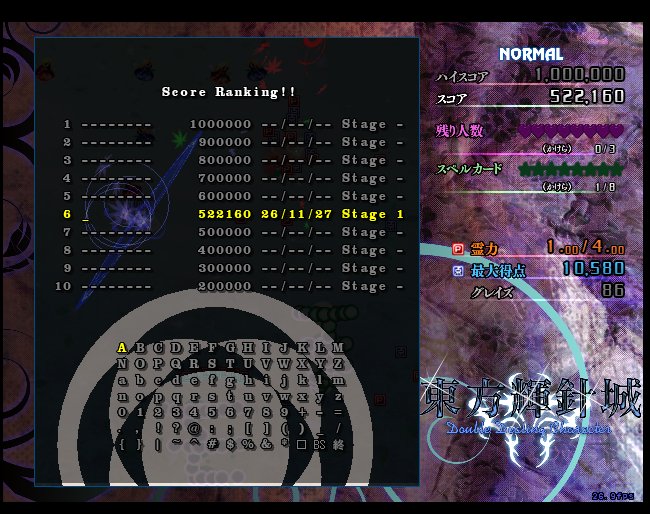 Score Ranking!!
1 -------- 1000000 --/--/-- Stage -
2 -------- 900000 --/--/-- Stage -
3 -------- 800000 --/--/-- Stage -
4 -------- 700000 --/--/-- Stage -
5 -------- 600000 --/--/-- Stage -
6 _ 522160 26/11/27 Stage 1
7 -------- 500000 --/--/-- Stage -
8 -------- 400000 --/--/-- Stage -
9 -------- 300000 --/--/-- Stage -
10 -------- 200000 --/--/-- Stage -
A B C D E F G H I J K L M
N O P Q R S T U V W X Y Z
a b c d e f g h i j k l m
n o p q r s t u v w x y z
0 1 2 3 4 5 6 7 8 9 + - =
. , ! ? @ : ; [ ] ( ) _ /
{ } | ~ ^ # $ % & * □ BS 終
NORMAL
ハイスコア 1,000,000
スコア 522,160
残り人数
(かけら) 0/3
スペルカード
(かけら) 1/8
P 霊力 1.00/4.00
最大得点 10,580
グレイズ 86
東方輝針城
Double Dealing Character
26.9fps